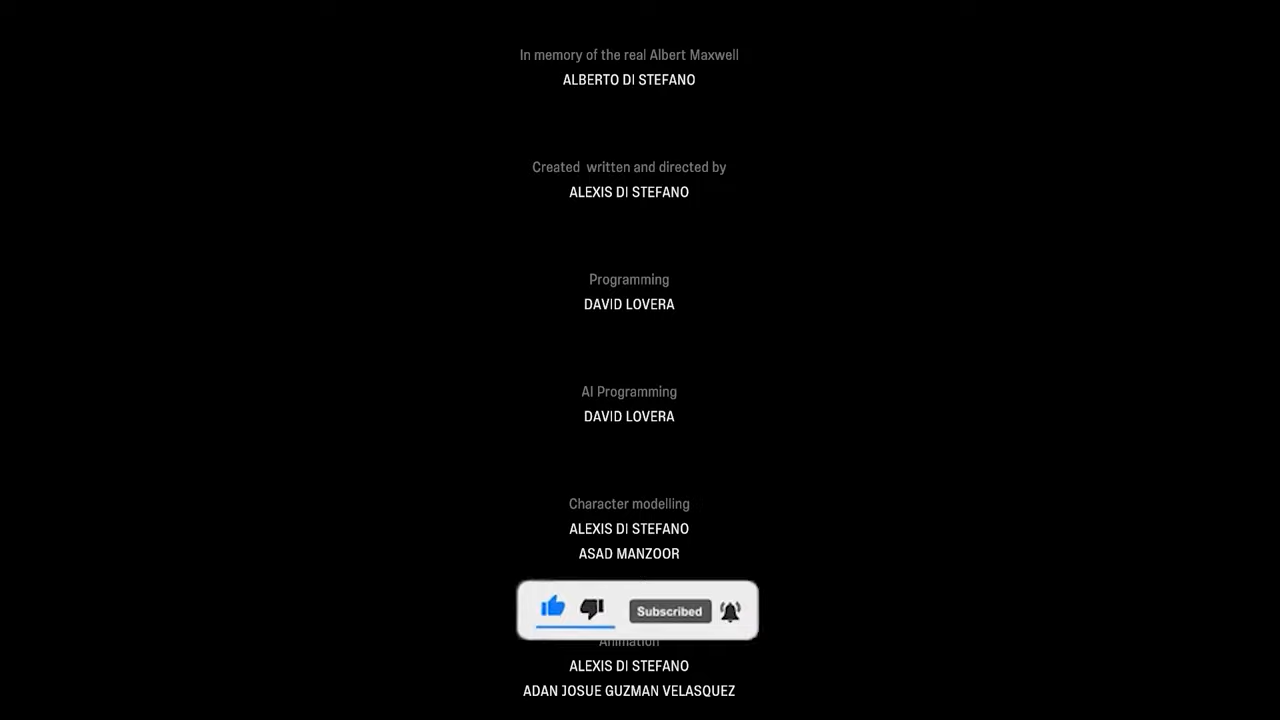 In memory of the real Albert Maxwell
ALBERTO DI STEFANO
Created written and directed by
ALEXIS DI STEFANO
Programming
DAVID LOVERA
AI Programming
DAVID LOVERA
Character modelling
ALEXIS DI STEFANO
ASAD MANZOOR
Subscribed
Animation
ALEXIS DI STEFANO
ADAN JOSUE GUZMAN VELASQUEZ